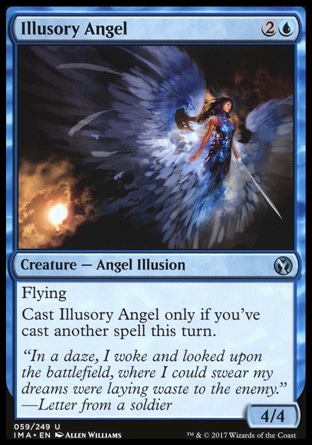 Illusory Angel 2
Creature — Angel Illusion
Flying
Cast Illusory Angel only if you've
cast another spell this turn.
"In a daze, I woke and looked upon
the battlefield, where I could swear my
dreams were laying waste to the enemy."
—Letter from a soldier
4/4
059/249 U
IMA • EN Allen Williams
™ & © 2017 Wizards of the Coast